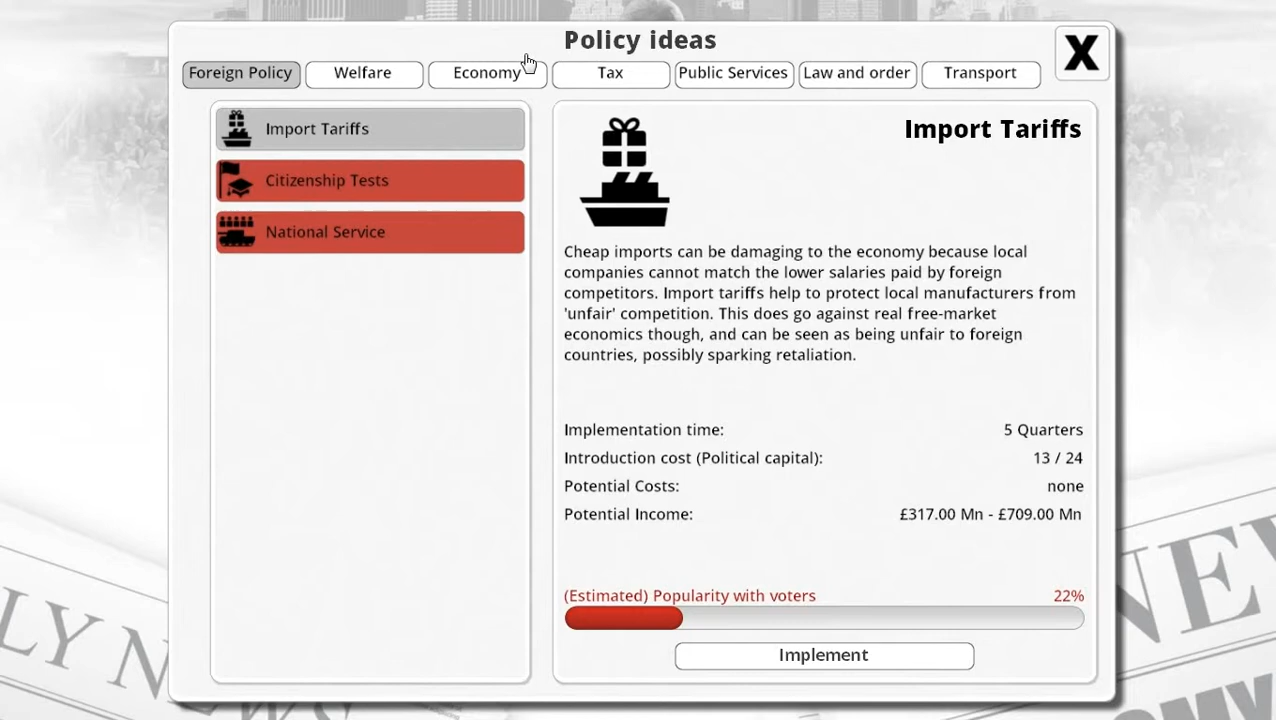 Policy ideas
X
Foreign Policy
Welfare
Economy
Tax
Public Services
Law and order
Transport
Import Tariffs
Citizenship Tests
National Service
Import Tariffs
Cheap imports can be damaging to the economy because local
companies cannot match the lower salaries paid by foreign
competitors. Import tariffs help to protect local manufacturers from
'unfair' competition. This does go against real free-market
economics though, and can be seen as being unfair to foreign
countries, possibly sparking retaliation.
Implementation time: 5 Quarters
Introduction cost (Political capital): 13 / 24
Potential Costs: none
Potential Income: £317.00 Mn - £709.00 Mn
(Estimated) Popularity with voters 22%
Implement
LY NEWS
NEW
OMY